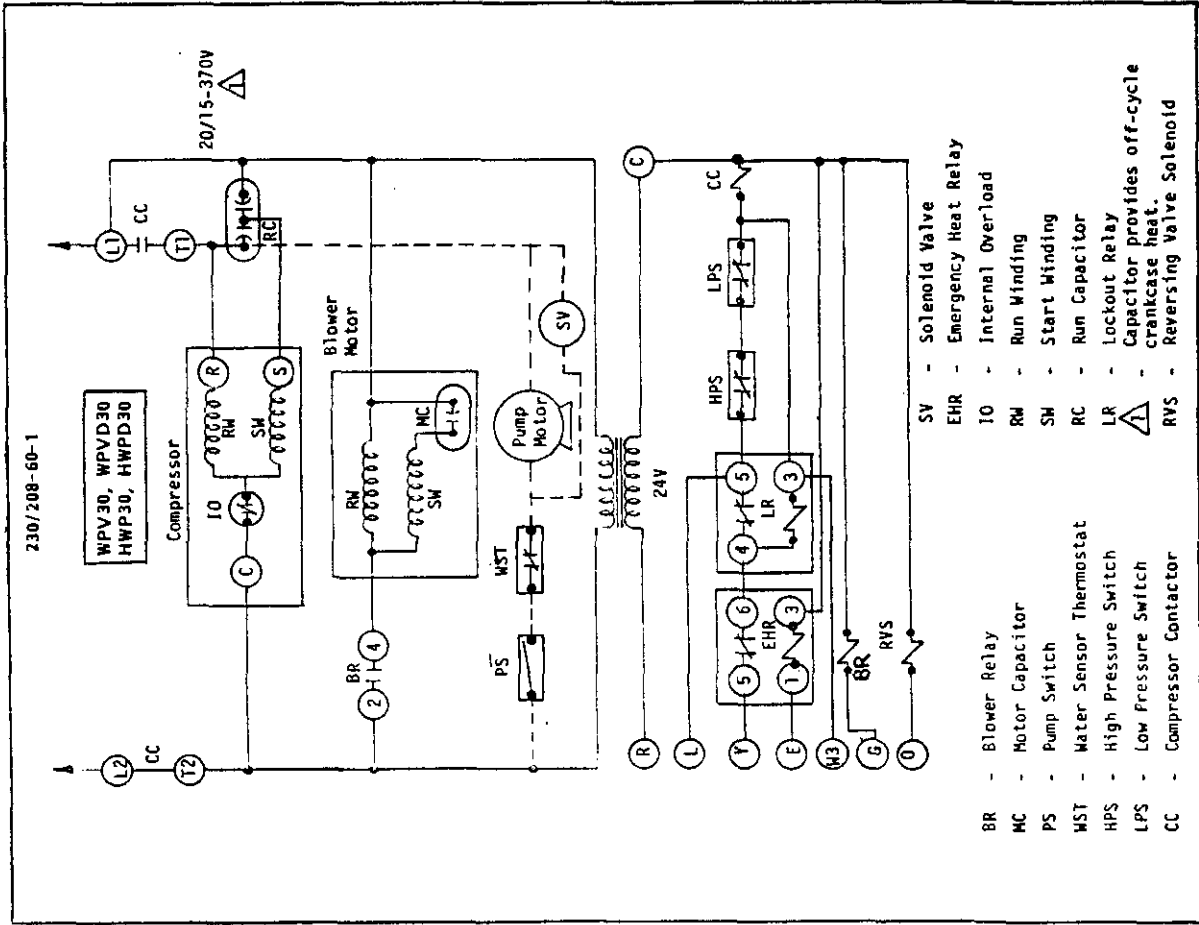 230/208-60-1
WPV30, WPVD30
HWP30, HWPD30
20/15-370V
1
L1
CC
T1
RC
L2
CC
T2
Compressor
C
IO
RW
SW
R
S
Blower
Motor
BR
2
4
RW
SW
MC
PS
WST
Pump
Motor
SV
24V
R
C
L
Y
5
6
EHR
1
3
4
5
LR
3
HPS
LPS
CC
E
W3
G
BR
O
RVS
BR - Blower Relay
MC - Motor Capacitor
PS - Pump Switch
WST - Water Sensor Thermostat
HPS - High Pressure Switch
LPS - Low Pressure Switch
CC - Compressor Contactor
SV - Solenoid Valve
EHR - Emergency Heat Relay
IO - Internal Overload
RW - Run Winding
SW - Start Winding
RC - Run Capacitor
LR - Lockout Relay
1 - Capacitor provides off-cycle
crankcase heat.
RVS - Reversing Valve Solenoid